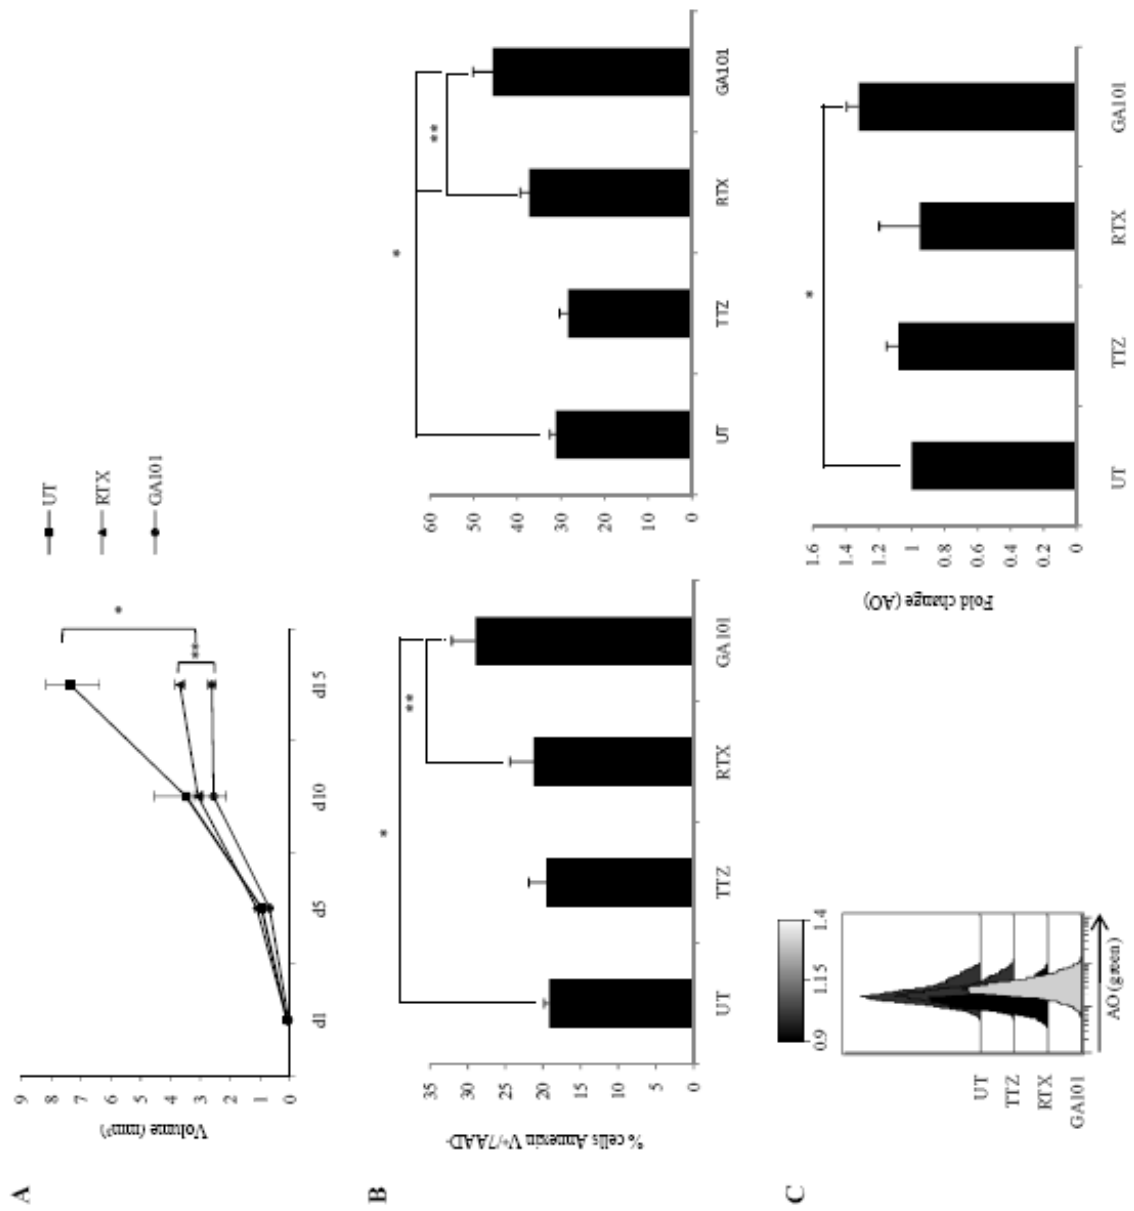 A
Volume (mm³)
9
8
7
6
5
4
3
2
1
0
d1
d5
d10
d15
*
**
UT
RTX
GA101
B
% cells Annexin V⁺/7AAD⁻
35
30
25
20
15
10
5
0
UT
TTZ
RTX
GA101
*
**
60
50
40
30
20
10
0
UT
TTZ
RTX
GA101
*
**
C
0.9
1.15
1.4
UT
TTZ
RTX
GA101
AO (green)
Fold change (AO)
1.6
1.4
1.2
1
0.8
0.6
0.4
0.2
0
UT
TTZ
RTX
GA101
*